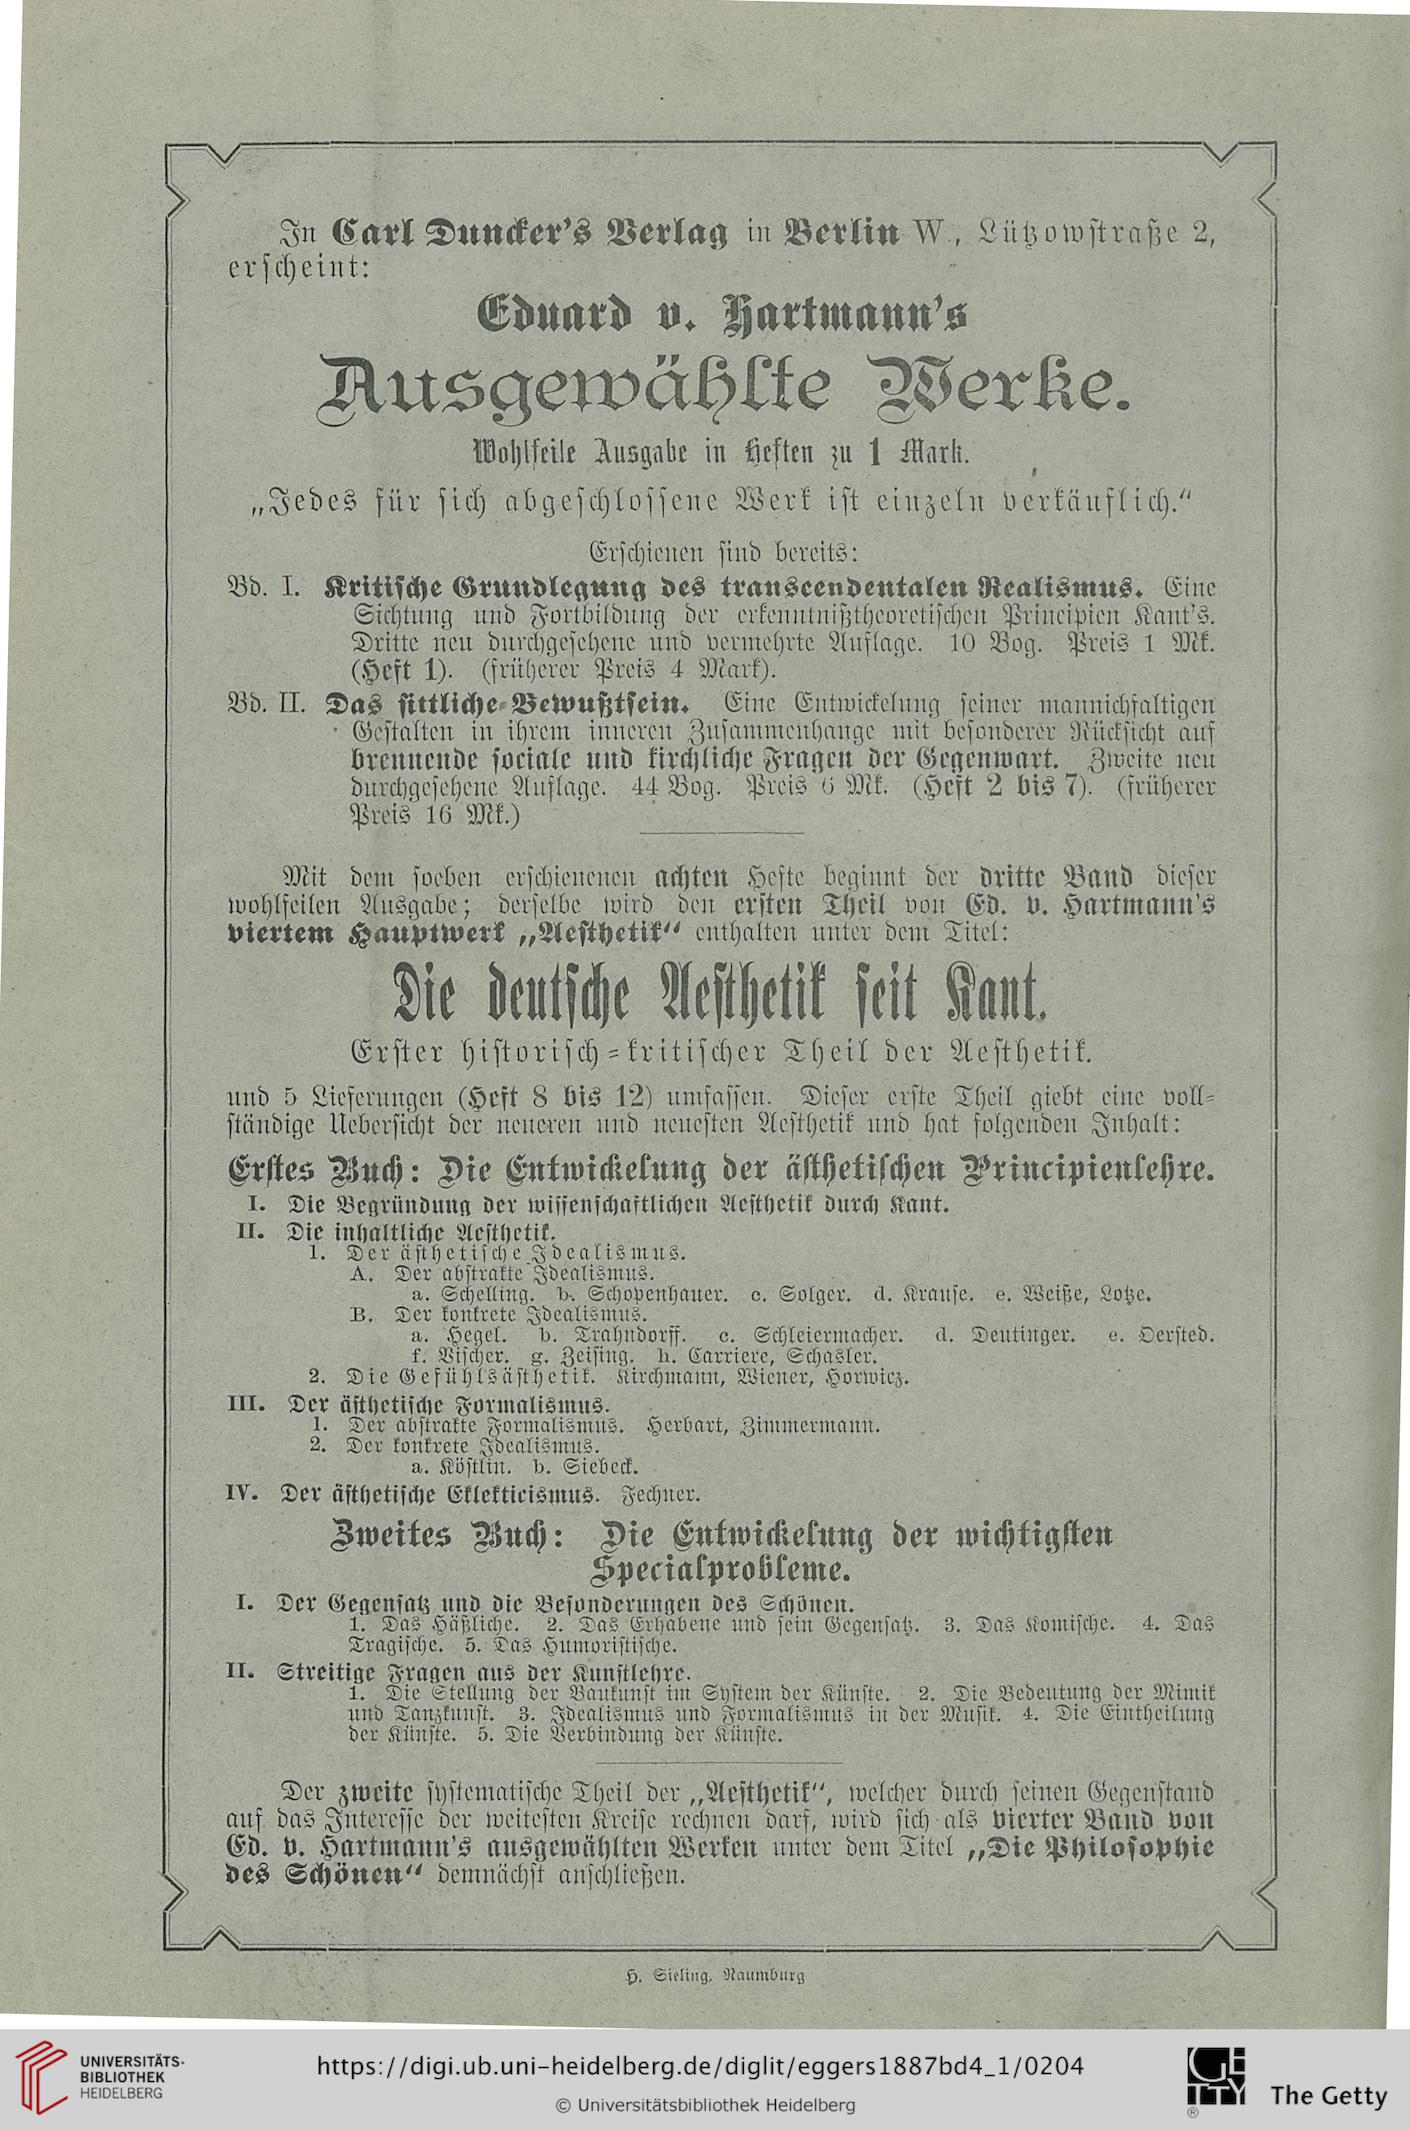 In Carl Duncker's Verlag in Berlin W., Lützowstraße 2,
erscheint:
Eduard v. Hartmann's
Ausgewählte Werke.
Wohlfeile Ausgabe in Heften zu 1 Mark.
„Jedes für sich abgeschlossene Werk ist einzeln verkäuflich."
Erschienen sind bereits:
Bd. I. Kritische Grundlegung des transcendentalen Realismus. Eine
Sichtung und Fortbildung der erkenntnißtheoretischen Principien Kant's.
Dritte neu durchgesehene und vermehrte Auflage. 10 Bog. Preis 1 Mk.
(Heft 1). (früherer Preis 4 Mark).
Bd. II. Das sittliche Bewußtsein. Eine Entwickelung seiner mannichfaltigen
Gestalten in ihrem inneren Zusammenhange mit besonderer Rücksicht auf
brennende sociale und kirchliche Fragen der Gegenwart. Zweite neu
durchgesehene Auflage. 44 Bog. Preis 6 Mk. (Heft 2 bis 7). (früherer
Preis 16 Mk.)
Mit dem soeben erschienenen achten Hefte beginnt der dritte Band dieser
wohlfeilen Ausgabe; derselbe wird den ersten Theil von Ed. v. Hartmann's
viertem Hauptwerk „Aesthetik" enthalten unter dem Titel:
Die deutsche Aesthetik seit Kant.
Erster historisch-kritischer Theil der Aesthetik.
und 5 Lieferungen (Heft 8 bis 12) umfassen. Dieser erste Theil giebt eine voll-
ständige Uebersicht der neueren und neuesten Aesthetik und hat folgenden Inhalt:
Erstes Buch: Die Entwickelung der ästhetischen Principienlehre.
I. Die Begründung der wissenschaftlichen Aesthetik durch Kant.
II. Die inhaltliche Aesthetik.
1. Der ästhetische Idealismus.
A. Der abstrakte Idealismus.
a. Schelling. b. Schopenhauer. c. Solger. d. Krause. e. Weiße, Lotze.
B. Der konkrete Idealismus.
a. Hegel. b. Trahndorff. c. Schleiermacher. d. Deutinger. e. Oersted.
f. Vischer. g. Zeising. h. Carriere, Schasler.
2. Die Gefühlsästhetik. Kirchmann, Wiener, Horwicz.
III. Der ästhetische Formalismus.
1. Der abstrakte Formalismus. Herbart, Zimmermann.
2. Der konkrete Idealismus.
a. Köstlin. b. Siebeck.
IV. Der ästhetische Eklekticismus. Fechner.
Zweites Buch: Die Entwickelung der wichtigsten
Specialprobleme.
I. Der Gegensatz und die Besonderungen des Schönen.
1. Das Häßliche. 2. Das Erhabene und sein Gegensatz. 3. Das Komische. 4. Das
Tragische. 5. Das Humoristische.
II. Streitige Fragen aus der Kunstlehre.
1. Die Stellung der Baukunst im System der Künste. 2. Die Bedeutung der Mimik
und Tanzkunst. 3. Idealismus und Formalismus in der Musik. 4. Die Eintheilung
der Künste. 5. Die Verbindung der Künste.
Der zweite systematische Theil der „Aesthetik", welcher durch seinen Gegenstand
auf das Interesse der weitesten Kreise rechnen darf, wird sich als vierter Band von
Ed. v. Hartmann's ausgewählten Werken unter dem Titel „Die Philosophie
des Schönen" demnächst anschließen.
H. Sieling, Naumburg
UNIVERSITÄTS-
BIBLIOTHEK
HEIDELBERG
https://digi.ub.uni-heidelberg.de/diglit/eggers1887bd4_1/0204
© Universitätsbibliothek Heidelberg
GETTY
®
The Getty